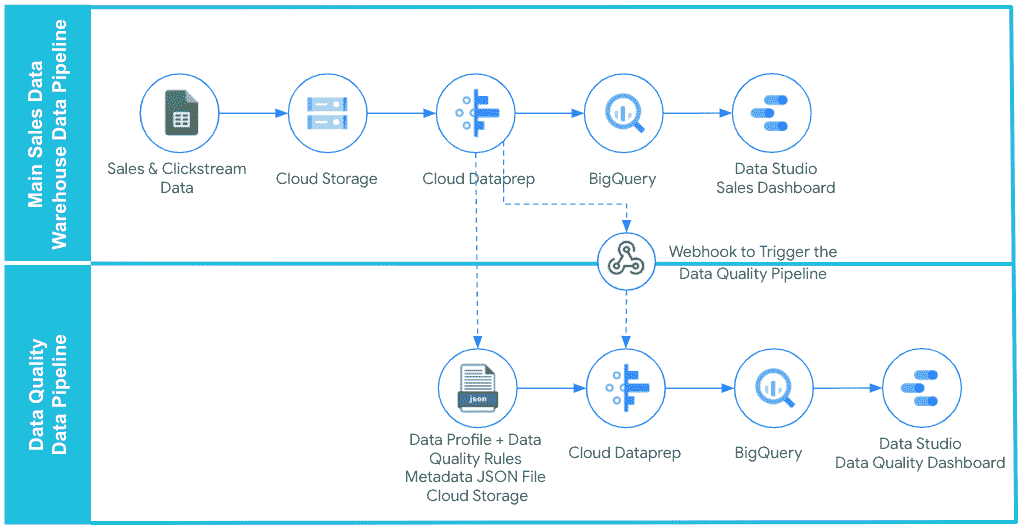 Main Sales Data
Warehouse Data Pipeline
Sales & Clickstream
Data
Cloud Storage
Cloud Dataprep
BigQuery
Data Studio
Sales Dashboard
Webhook to Trigger the
Data Quality Pipeline
Data Quality
Data Pipeline
json
Data Profile + Data
Quality Rules
Metadata JSON File
Cloud Storage
Cloud Dataprep
BigQuery
Data Studio
Data Quality Dashboard